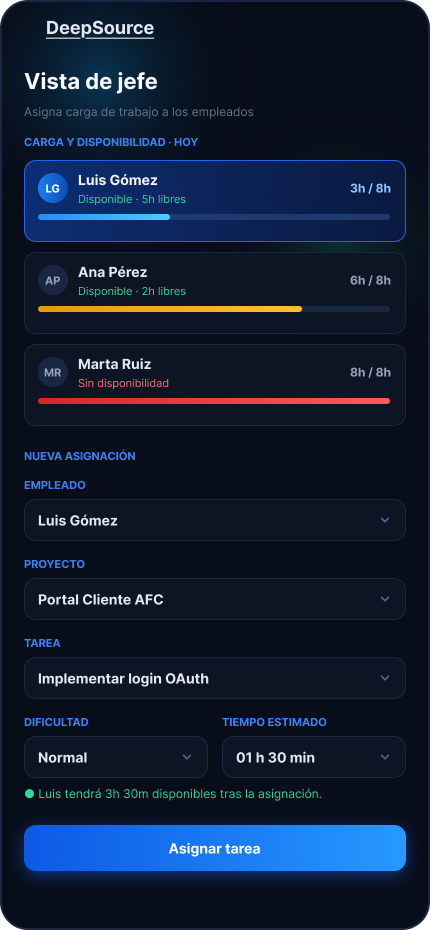 DeepSource
Vista de jefe
Asigna carga de trabajo a los empleados
CARGA Y DISPONIBILIDAD · HOY
LG
Luis Gómez
Disponible · 5h libres
3h / 8h
AP
Ana Pérez
Disponible · 2h libres
6h / 8h
MR
Marta Ruiz
Sin disponibilidad
8h / 8h
NUEVA ASIGNACIÓN
EMPLEADO
Luis Gómez
PROYECTO
Portal Cliente AFC
TAREA
Implementar login OAuth
DIFICULTAD
Normal
TIEMPO ESTIMADO
01 h 30 min
Luis tendrá 3h 30m disponibles tras la asignación.
Asignar tarea